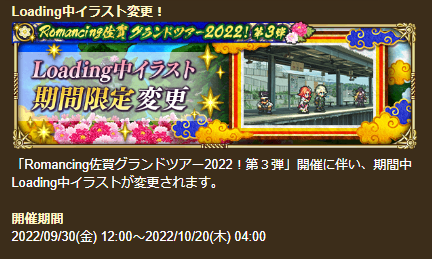 Loading中イラスト変更！
Romancing佐賀グランドツアー2022！第3弾
Loading中イラスト
期間限定変更
「Romancing佐賀グランドツアー2022！第３弾」開催に伴い、期間中
Loading中イラストが変更されます。
開催期間
2022/09/30(金) 12:00～2022/10/20(木) 04:00